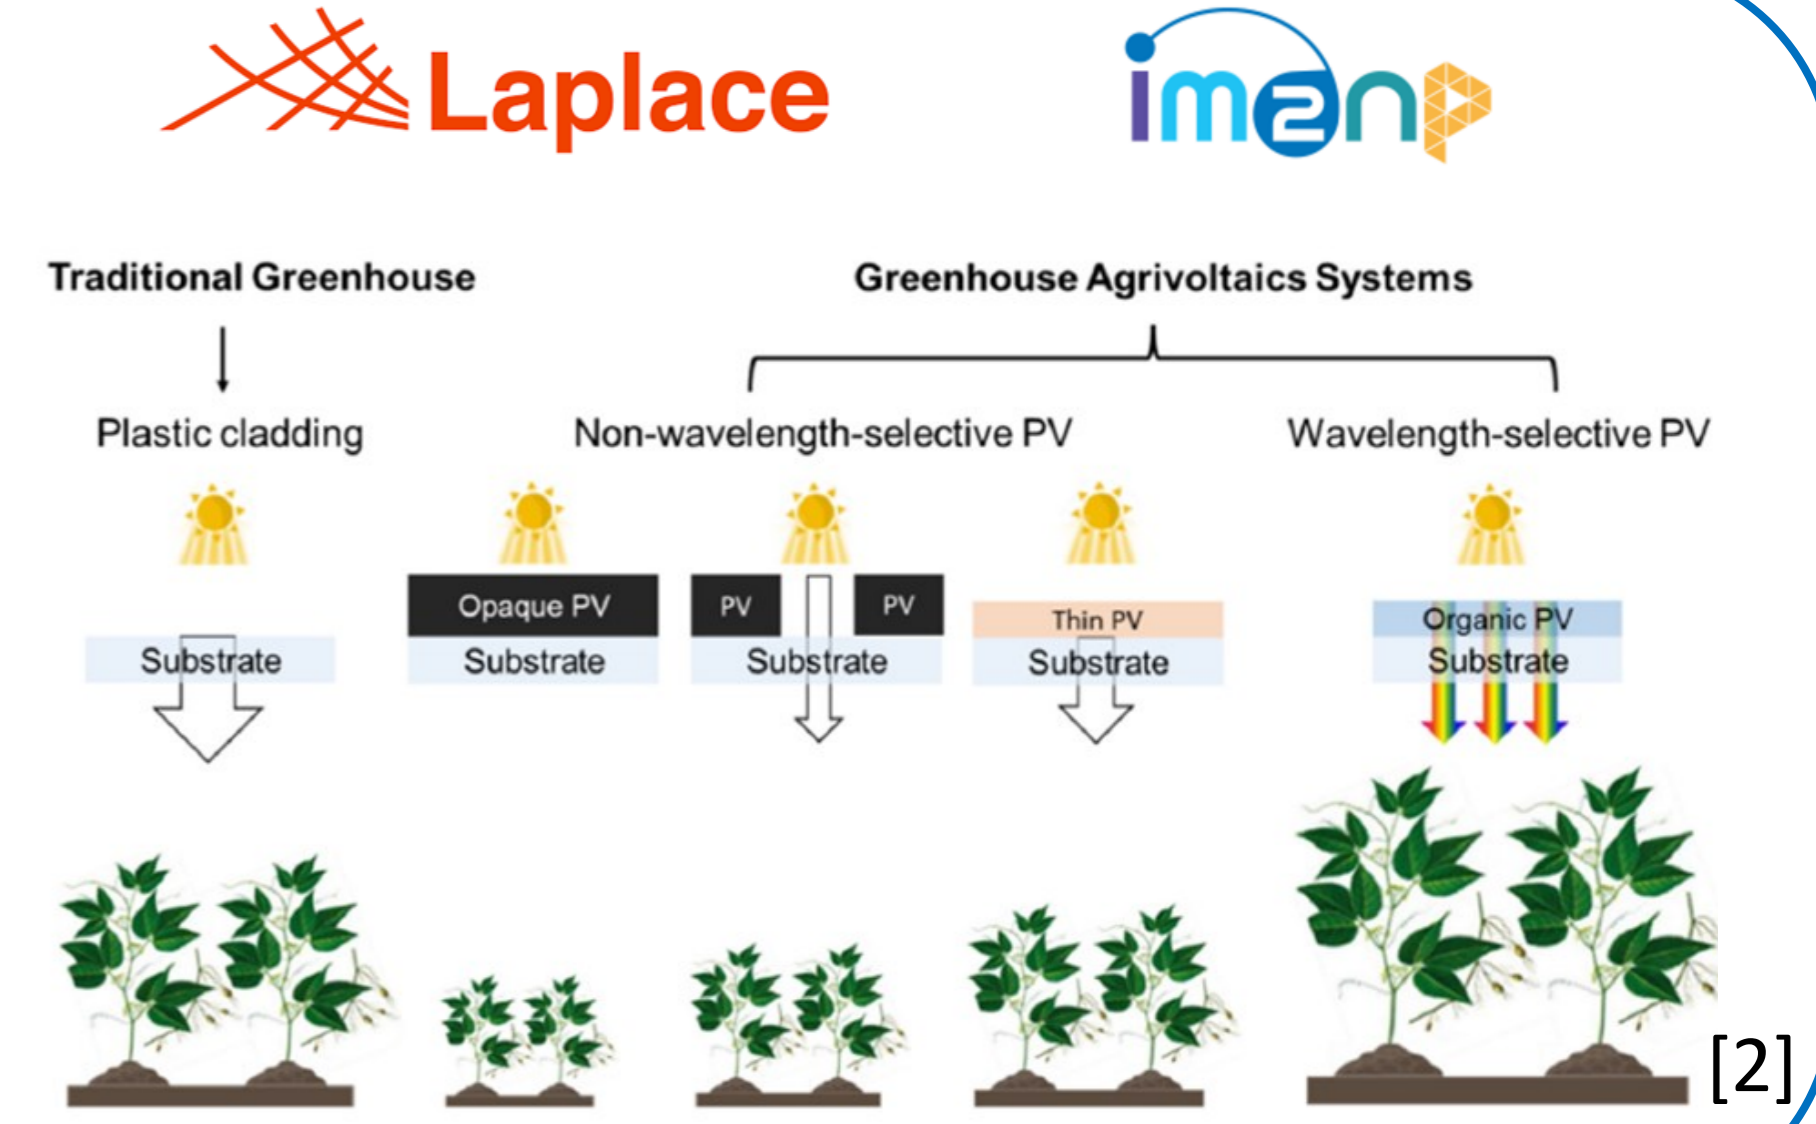 Laplace
im2np
Traditional Greenhouse
Greenhouse Agrivoltaics Systems
Plastic cladding
Non-wavelength-selective PV
Wavelength-selective PV
Opaque PV
PV
PV
Thin PV
Organic PV
Substrate
Substrate
Substrate
Substrate
Substrate
[2]